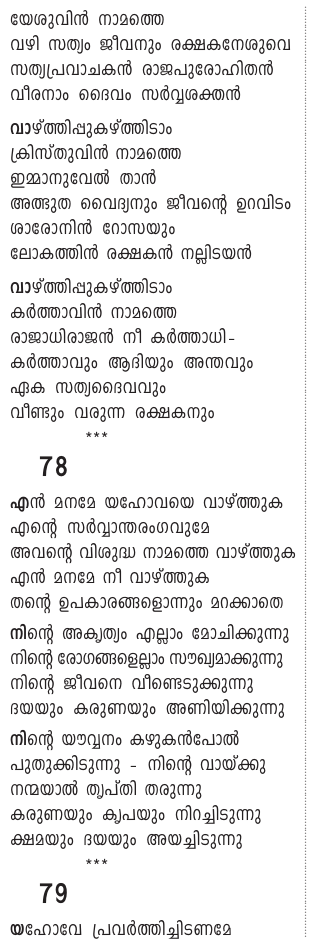 യേശുവിൻ നാമത്തെ
വഴി സത്യം ജീവനും രക്ഷകനേശുവെ
സത്യപ്രവാചകൻ രാജപുരോഹിതൻ
വീരനാം ദൈവം സർവ്വശക്തൻ
വാഴ്ത്തിപ്പുകഴ്ത്തിടാം
ക്രിസ്തുവിൻ നാമത്തെ
ഇമ്മാനുവേൽ താൻ
അത്ഭുത വൈദ്യനും ജീവന്റെ ഉറവിടം
ശാരോനിൻ റോസയും
ലോകത്തിൻ രക്ഷകൻ നല്ലിടയൻ
വാഴ്ത്തിപ്പുകഴ്ത്തിടാം
കർത്താവിൻ നാമത്തെ
രാജാധിരാജൻ നീ കർത്താധി-
കർത്താവും ആദിയും അന്തവും
ഏക സത്യദൈവവും
വീണ്ടും വരുന്ന രക്ഷകനും
***
78
എൻ മനമേ യഹോവയെ വാഴ്ത്തുക
എന്റെ സർവ്വാന്തരംഗവുമേ
അവന്റെ വിശുദ്ധ നാമത്തെ വാഴ്ത്തുക
എൻ മനമേ നീ വാഴ്ത്തുക
തന്റെ ഉപകാരങ്ങളൊന്നും മറക്കാതെ
നിന്റെ അകൃത്യം എല്ലാം മോചിക്കുന്നു
നിന്റെ രോഗങ്ങളെല്ലാം സൗഖ്യമാക്കുന്നു
നിന്റെ ജീവനെ വീണ്ടെടുക്കുന്നു
ദയയും കരുണയും അണിയിക്കുന്നു
നിന്റെ യൗവ്വനം കഴുകൻപോൽ
പുതുക്കിടുന്നു - നിന്റെ വായ്ക്കു
നന്മയാൽ തൃപ്തി തരുന്നു
കരുണയും കൃപയും നിറച്ചിടുന്നു
ക്ഷമയും ദയയും അയച്ചിടുന്നു
***
79
യഹോവേ പ്രവർത്തിച്ചിടണമേ